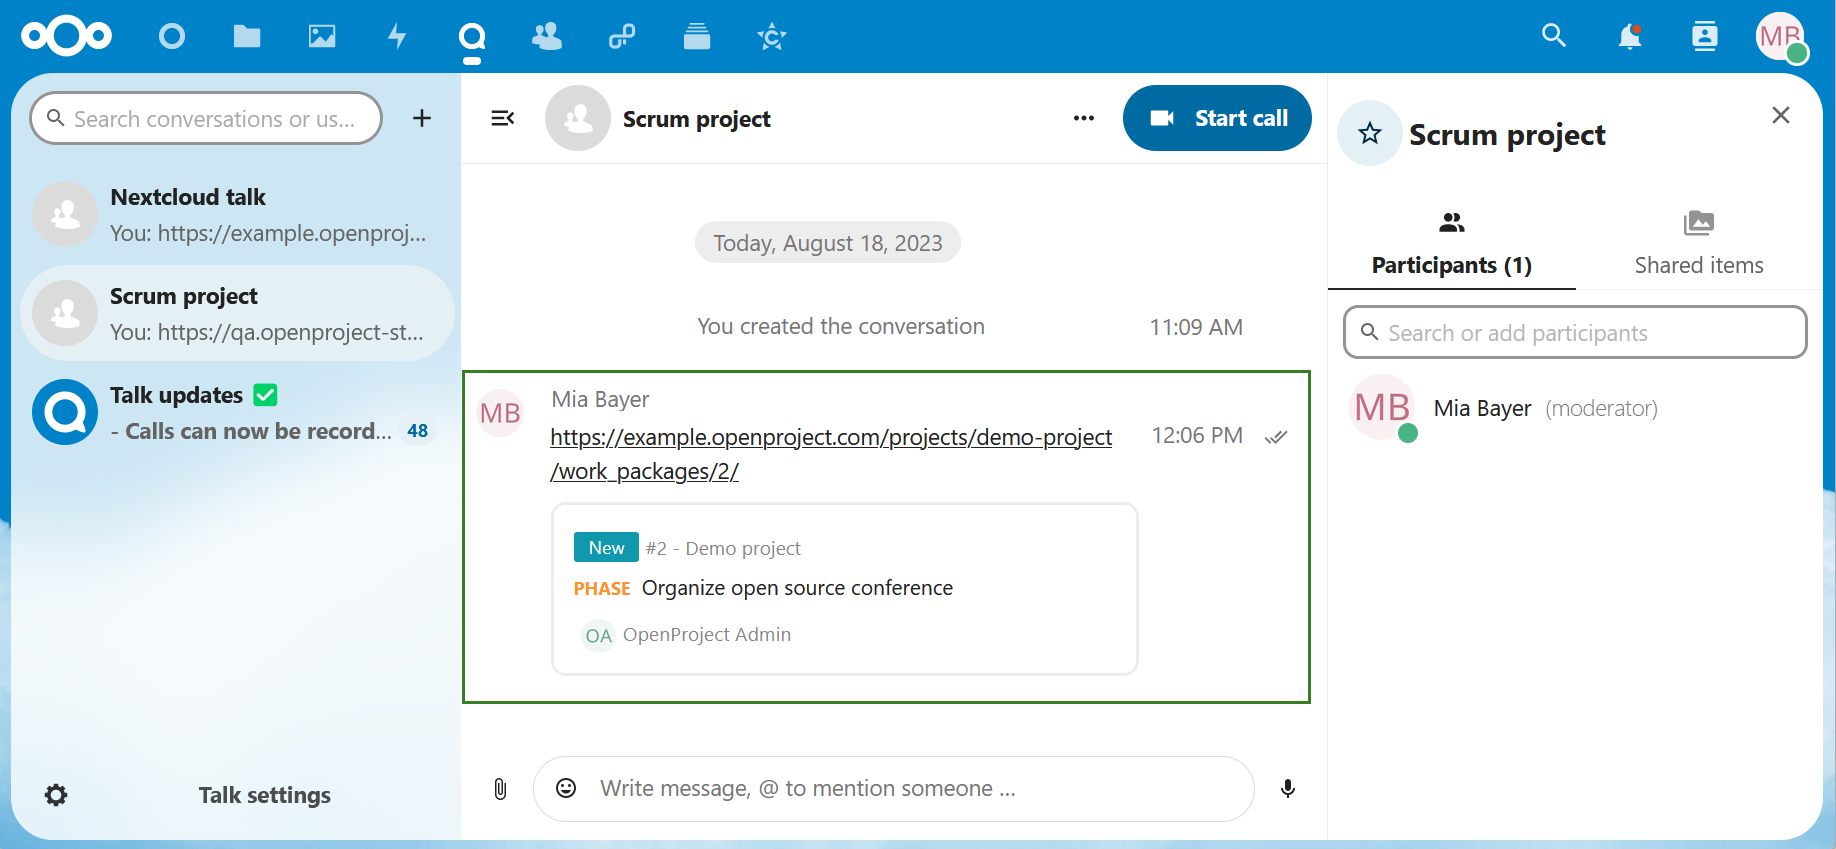 MB
Search conversations or us...
Nextcloud talk
You: https://example.openproj...
Scrum project
You: https://qa.openproject-st...
Talk updates ✅
- Calls can now be record... 48
Talk settings
Scrum project
Start call
Today, August 18, 2023
You created the conversation 11:09 AM
MB Mia Bayer
https://example.openproject.com/projects/demo-project 12:06 PM
/work_packages/2/
New #2 - Demo project
PHASE Organize open source conference
OA OpenProject Admin
Write message, @ to mention someone ...
Scrum project
Participants (1) Shared items
Search or add participants
MB Mia Bayer (moderator)